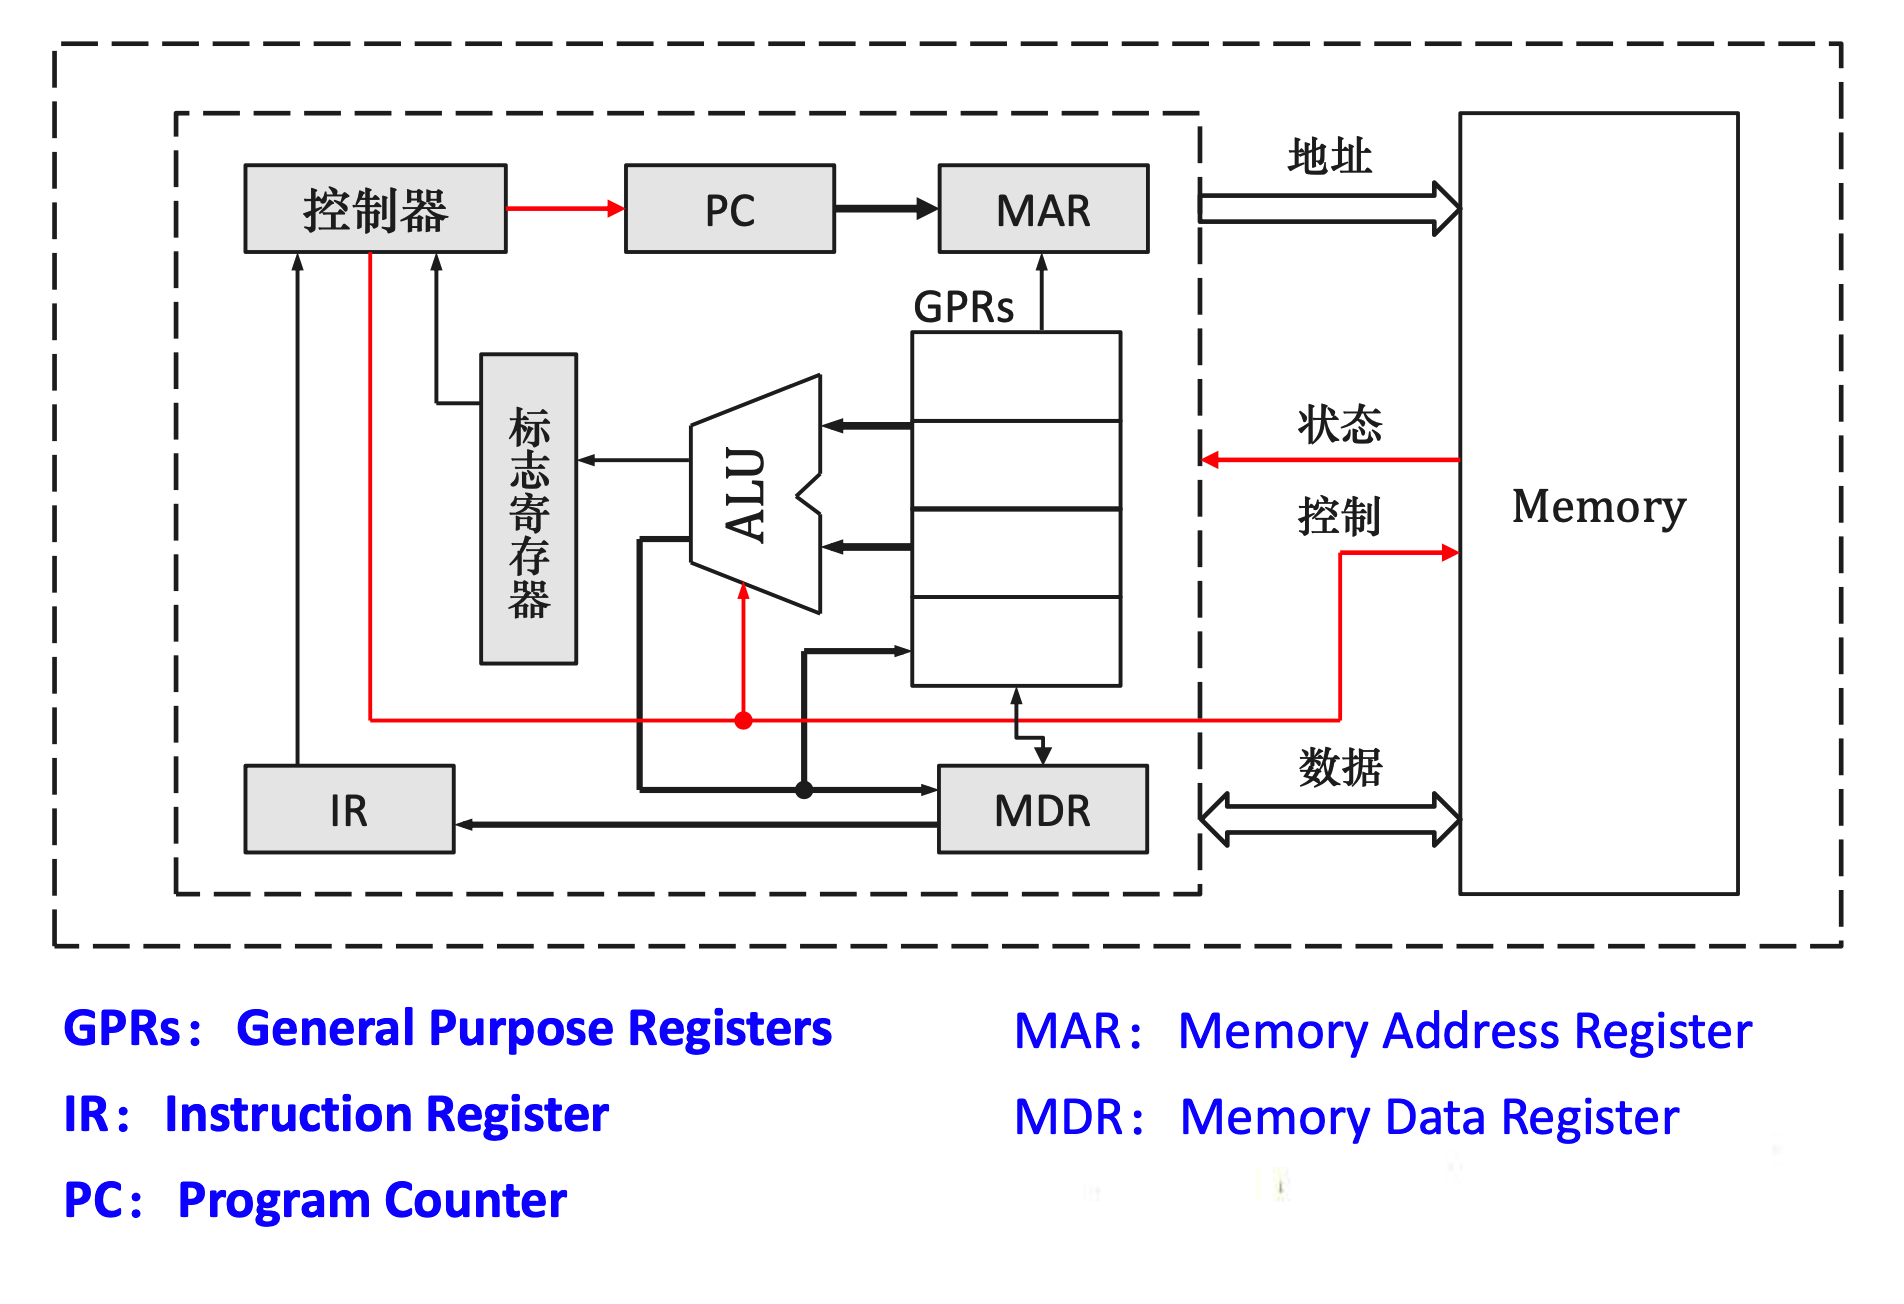 控制器
PC
MAR
地址
GPRs
标志寄存器
ALU
状态
控制
Memory
数据
IR
MDR
GPRs： General Purpose Registers
MAR： Memory Address Register
IR： Instruction Register
MDR： Memory Data Register
PC： Program Counter